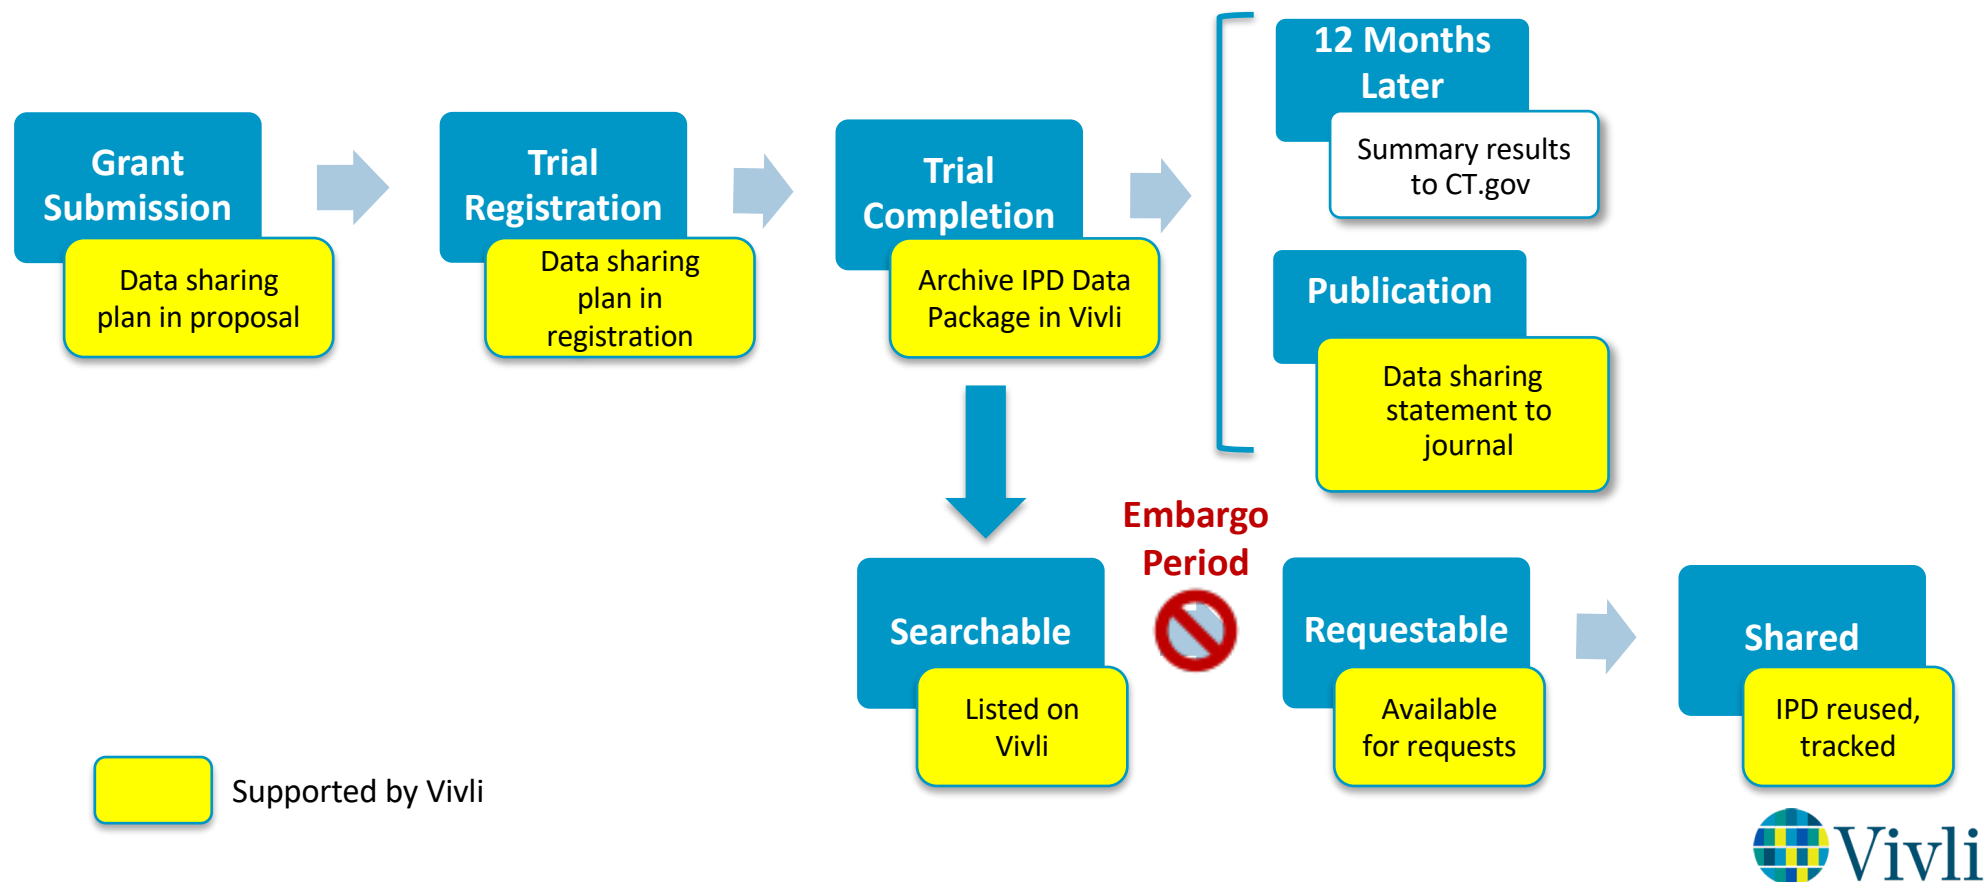 Grant
Submission
Data sharing
plan in proposal
Trial
Registration
Data sharing
plan in
registration
Trial
Completion
Archive IPD Data
Package in Vivli
12 Months
Later
Summary results
to CT.gov
Publication
Data sharing
statement to
journal
Searchable
Listed on
Vivli
Embargo
Period
Requestable
Available
for requests
Shared
IPD reused,
tracked
Supported by Vivli
Vivli